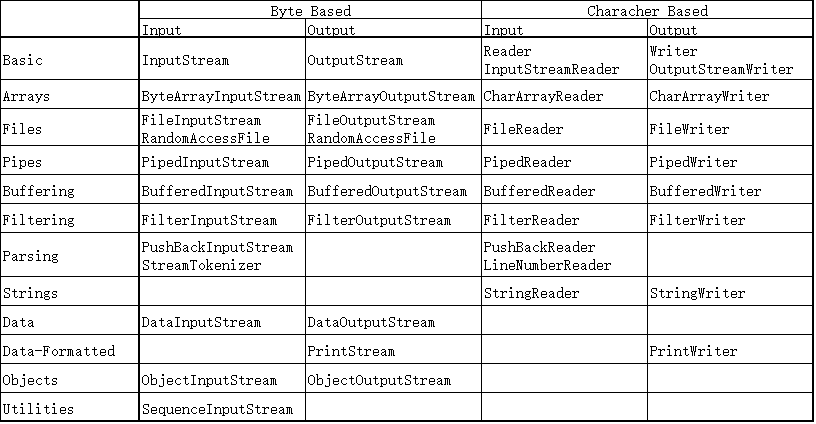 Byte Based Characher Based
Input Output Input Output
Basic InputStream OutputStream Reader InputStreamReader Writer OutputStreamWriter
Arrays ByteArrayInputStream ByteArrayOutputStream CharArrayReader CharArrayWriter
Files FileInputStream RandomAccessFile FileOutputStream RandomAccessFile FileReader FileWriter
Pipes PipedInputStream PipedOutputStream PipedReader PipedWriter
Buffering BufferedInputStream BufferedOutputStream BufferedReader BufferedWriter
Filtering FilterInputStream FilterOutputStream FilterReader FilterWriter
Parsing PushBackInputStream StreamTokenizer PushBackReader LineNumberReader
Strings StringReader StringWriter
Data DataInputStream DataOutputStream
Data-Formatted PrintStream PrintWriter
Objects ObjectInputStream ObjectOutputStream
Utilities SequenceInputStream